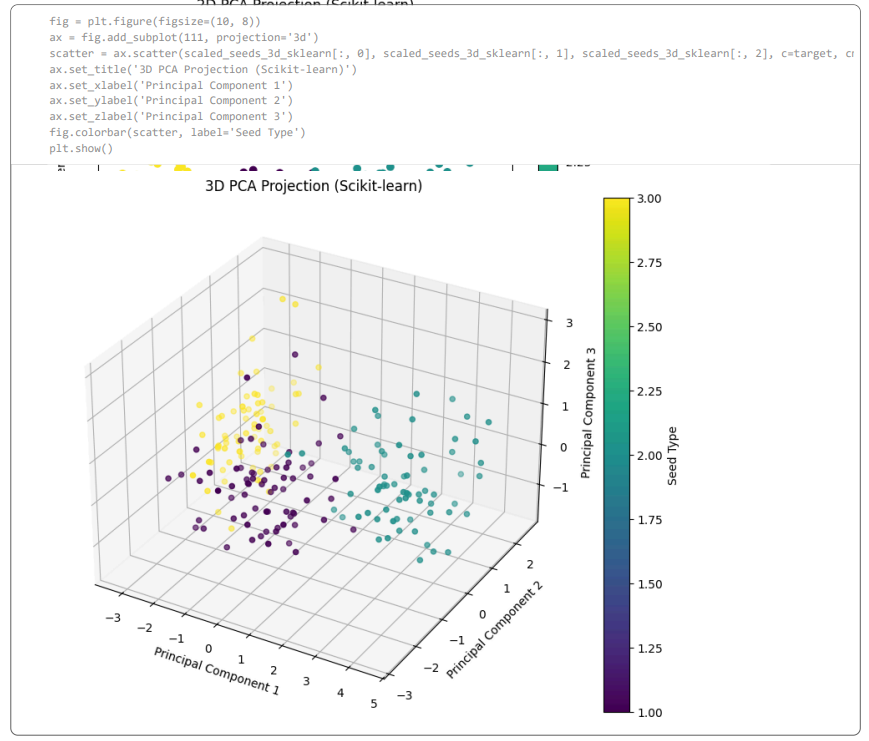 fig = plt.figure(figsize=(10, 8))
ax = fig.add_subplot(111, projection='3d')
scatter = ax.scatter(scaled_seeds_3d_sklearn[:, 0], scaled_seeds_3d_sklearn[:, 1], scaled_seeds_3d_sklearn[:, 2], c=target,
ax.set_title('3D PCA Projection (Scikit-learn)')
ax.set_xlabel('Principal Component 1')
ax.set_ylabel('Principal Component 2')
ax.set_zlabel('Principal Component 3')
fig.colorbar(scatter, label='Seed Type')
plt.show()
3D PCA Projection (Scikit-learn)
3.00
2.75
2.50
2.25
2.00
1.75
1.50
1.25
1.00
Seed Type
3
2
1
0
−1
Principal Component 3
2
1
0
−1
−2
−3
Principal Component 2
−3
−2
−1
0
1
2
3
4
5
Principal Component 1